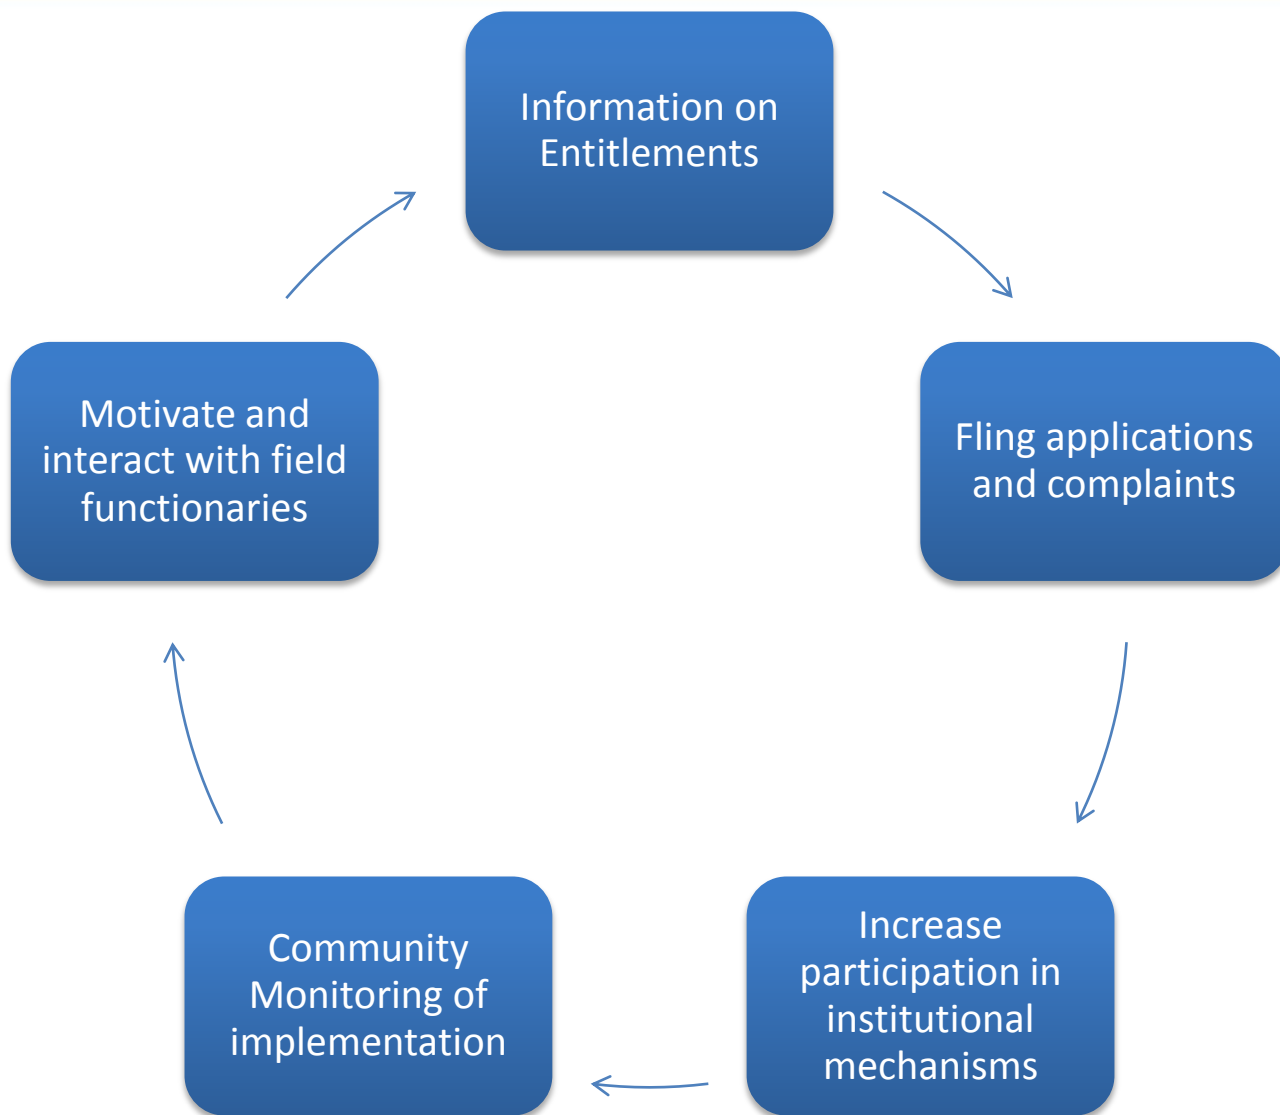 Information on
Entitlements
Fling applications
and complaints
Increase
participation in
institutional
mechanisms
Community
Monitoring of
implementation
Motivate and
interact with field
functionaries